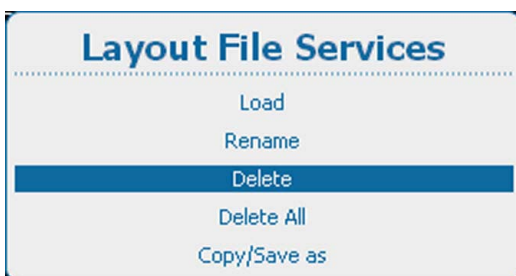 Layout File Services
Load
Rename
Delete
Delete All
Copy/Save as